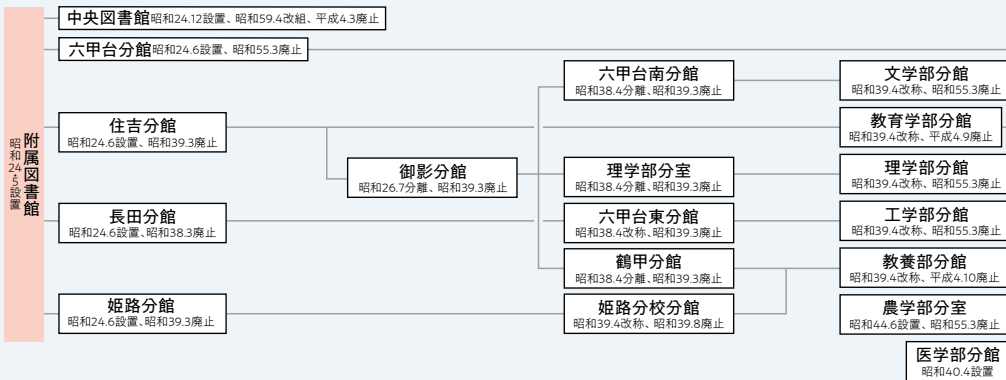 附属図書館
昭和24.5設置
中央図書館昭和24.12設置、昭和59.4改組、平成4.3廃止
六甲台分館昭和24.6設置、昭和55.3廃止
住吉分館
昭和24.6設置、昭和39.3廃止
長田分館
昭和24.6設置、昭和38.3廃止
姫路分館
昭和24.6設置、昭和39.3廃止
御影分館
昭和26.7分離、昭和39.3廃止
六甲台南分館
昭和38.4分離、昭和39.3廃止
理学部分室
昭和38.4分離、昭和39.3廃止
六甲台東分館
昭和38.4改称、昭和39.3廃止
鶴甲分館
昭和38.4分離、昭和39.3廃止
姫路分校分館
昭和39.4改称、昭和39.8廃止
文学部分館
昭和39.4改称、昭和55.3廃止
教育学部分館
昭和39.4改称、平成4.9廃止
理学部分館
昭和39.4改称、昭和55.3廃止
工学部分館
昭和39.4改称、昭和55.3廃止
教養部分館
昭和39.4改称、平成4.10廃止
農学部分室
昭和44.6設置、昭和55.3廃止
医学部分館
昭和40.4設置